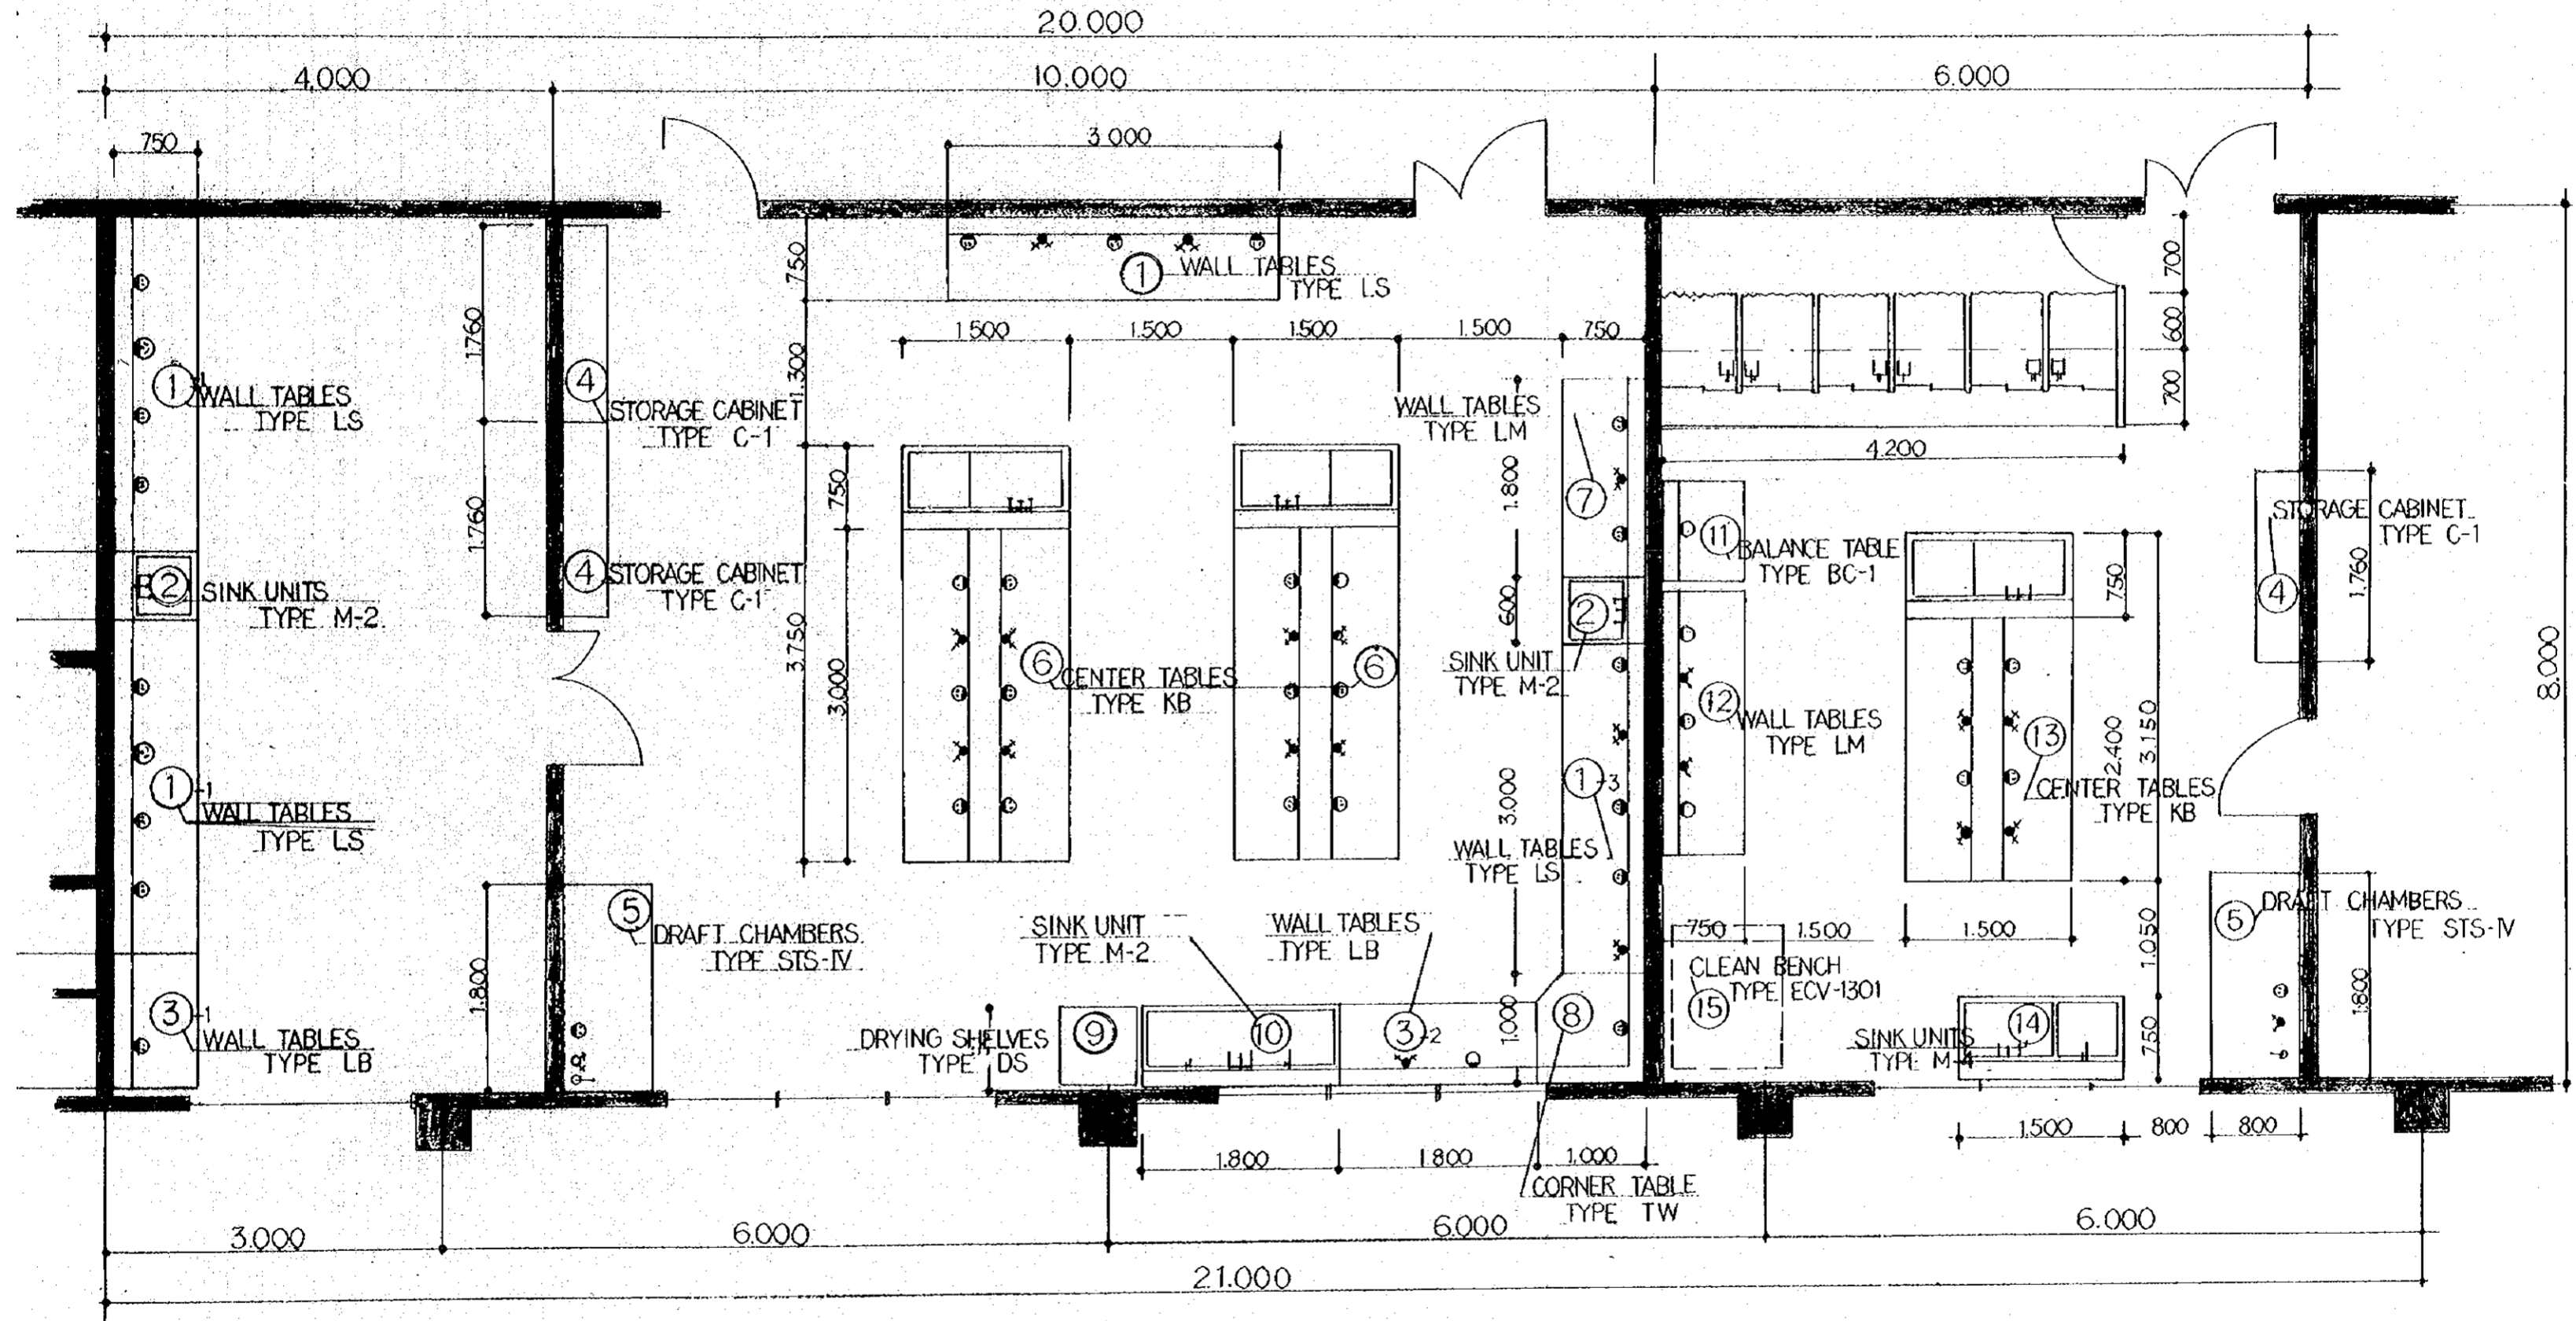 20.000
4.000
10.000
6.000
750
3.000
1
WALL TABLES
TYPE LS
750
1.300
3.750
750
3.000
1.500
1.500
1.500
1.500
750
700
600
700
4.200
1
WALL TABLES
TYPE LS
1.760
1.760
4
STORAGE CABINET
TYPE C-1
4
STORAGE CABINET
TYPE C-1
2
SINK UNITS
TYPE M-2
1-1
WALL TABLES
TYPE LS
3-1
WALL TABLES
TYPE LB
1.800
5
DRAFT CHAMBERS
TYPE STS-IV
6
CENTER TABLES
TYPE KB
6
WALL TABLES
TYPE LM
7
1.800
600
3.000
1.000
2
SINK UNIT
TYPE M-2
1-3
WALL TABLES
TYPE LS
SINK UNIT
TYPE M-2
WALL TABLES
TYPE LB
DRYING SHELVES
TYPE DS
9
10
3-2
8
11
BALANCE TABLE
TYPE BC-1
12
WALL TABLES
TYPE LM
13
CENTER TABLES
TYPE KB
750
2.400
3.150
1.050
750
STORAGE CABINET
TYPE C-1
4
1.760
8.000
5
DRAFT CHAMBERS
TYPE STS-IV
1.800
750
1.500
1.500
CLEAN BENCH
TYPE ECV-1301
15
SINK UNITS
TYPE M-4
14
1.500
800
800
1.800
1.800
1.000
CORNER TABLE
TYPE TW
3.000
6.000
6.000
6.000
21.000